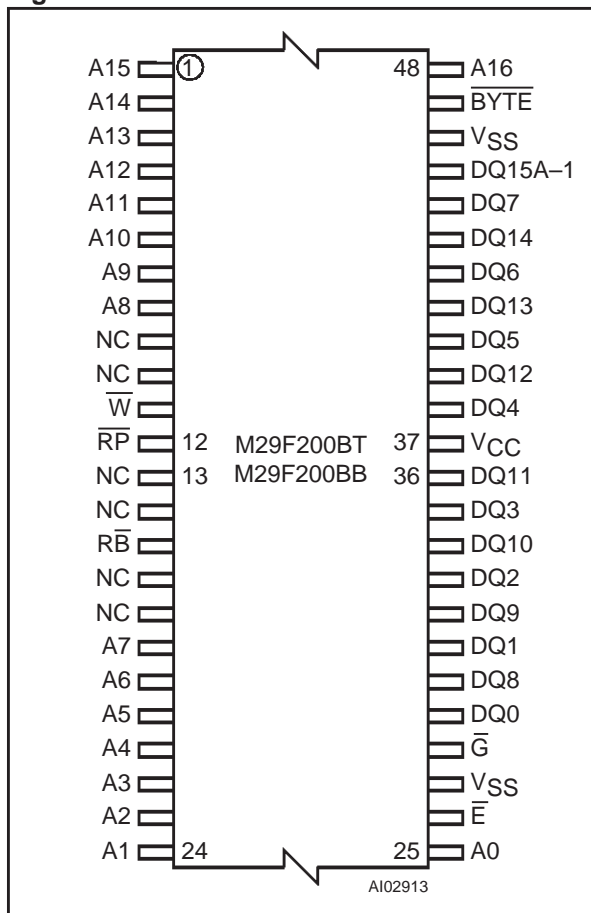 A15 1 48 A16
A14 B̅Y̅T̅E̅
A13 VSS
A12 DQ15A–1
A11 DQ7
A10 DQ14
A9 DQ6
A8 DQ13
NC DQ5
NC DQ12
W̅ DQ4
R̅P̅ 12 M29F200BT 37 VCC
NC 13 M29F200BB 36 DQ11
NC DQ3
RB̅ DQ10
NC DQ2
NC DQ9
A7 DQ1
A6 DQ8
A5 DQ0
A4 G̅
A3 VSS
A2 E̅
A1 24 25 A0
AI02913